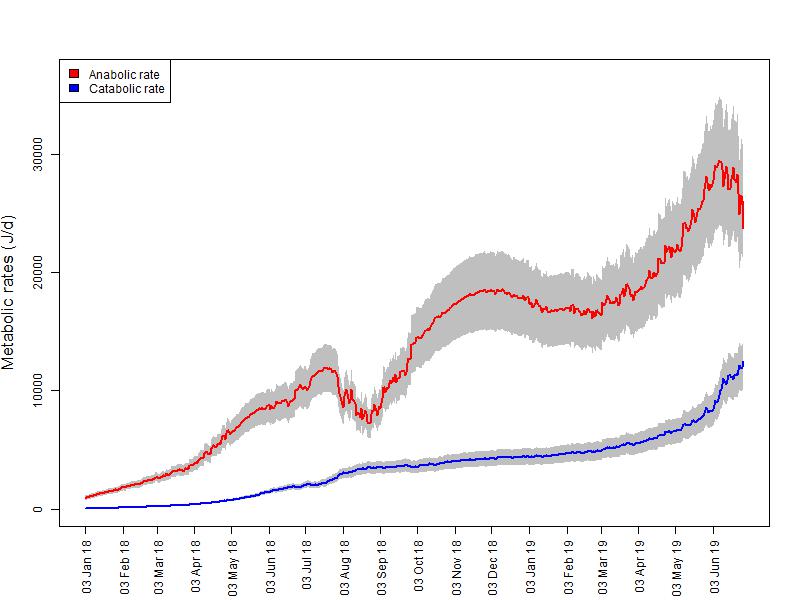 Anabolic rate
Catabolic rate
Metabolic rates (J/d)
30000
20000
10000
0
03 Jan 18
03 Feb 18
03 Mar 18
03 Apr 18
03 May 18
03 Jun 18
03 Jul 18
03 Aug 18
03 Sep 18
03 Oct 18
03 Nov 18
03 Dec 18
03 Jan 19
03 Feb 19
03 Mar 19
03 Apr 19
03 May 19
03 Jun 19